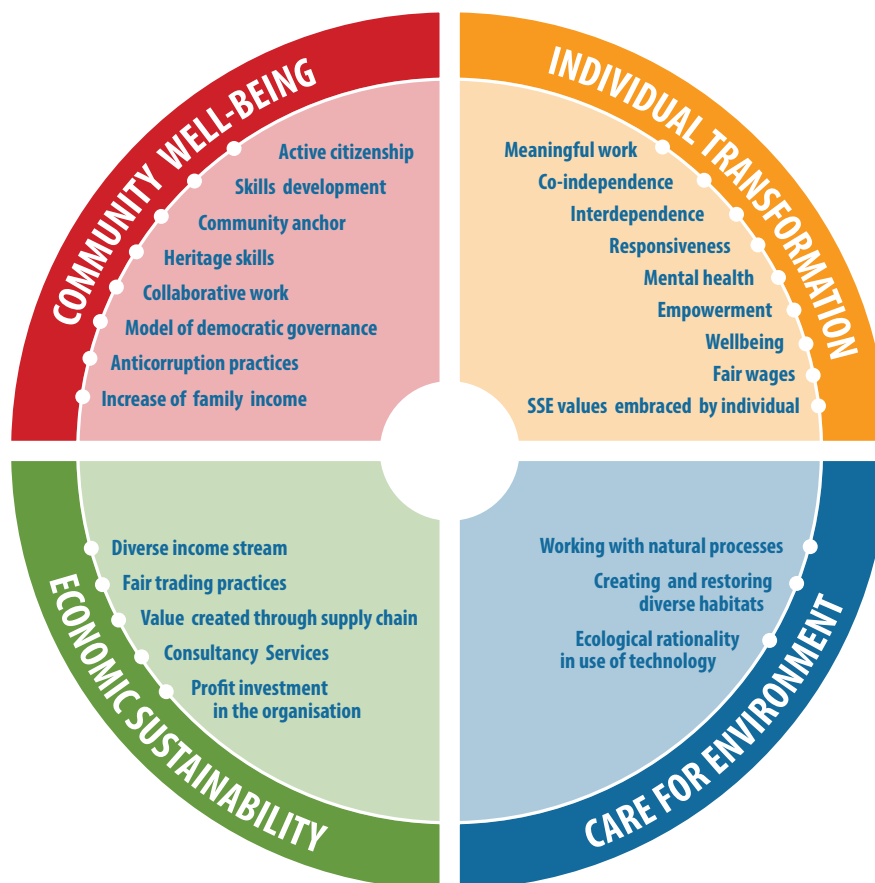 COMMUNITY WELL-BEING
Active citizenship
Skills development
Community anchor
Heritage skills
Collaborative work
Model of democratic governance
Anticorruption practices
Increase of family income
INDIVIDUAL TRANSFORMATION
Meaningful work
Co-independence
Interdependence
Responsiveness
Mental health
Empowerment
Wellbeing
Fair wages
SSE values embraced by individual
ECONOMIC SUSTAINABILITY
Diverse income stream
Fair trading practices
Value created through supply chain
Consultancy Services
Profit investment
in the organisation
CARE FOR ENVIRONMENT
Working with natural processes
Creating and restoring
diverse habitats
Ecological rationality
in use of technology